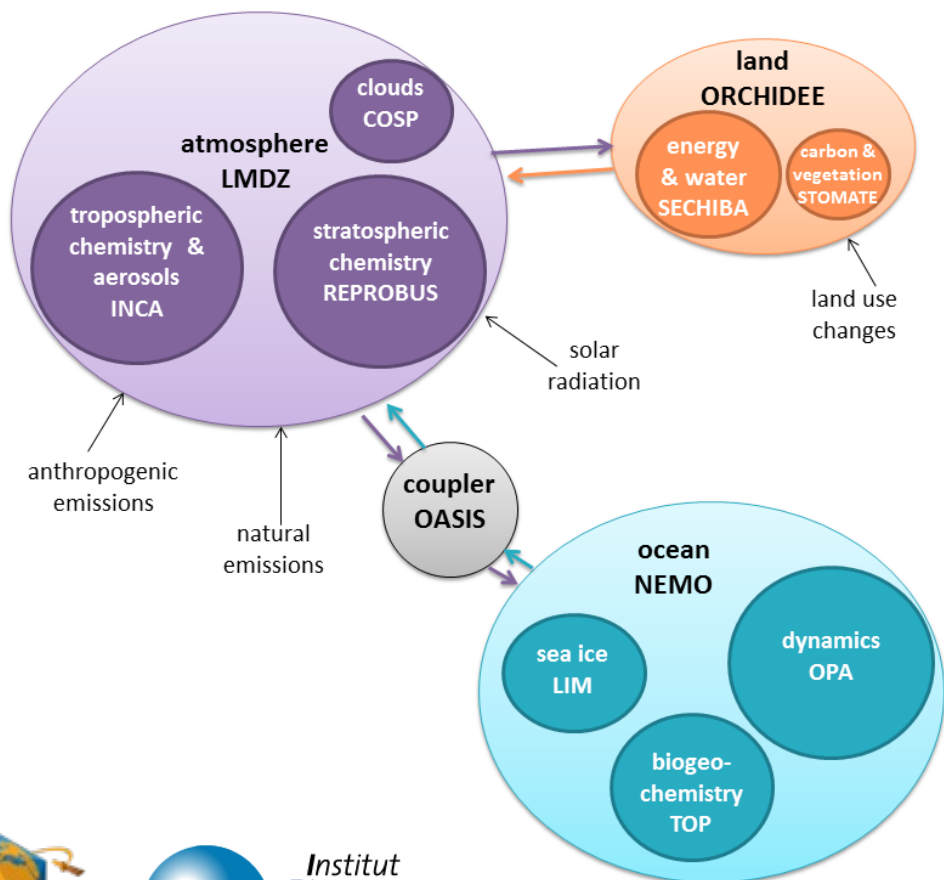 clouds
COSP
atmosphere
LMDZ
tropospheric
chemistry &
aerosols
INCA
stratospheric
chemistry
REPROBUS
land
ORCHIDEE
energy
& water
SECHIBA
carbon &
vegetation
STOMATE
land use
changes
solar
radiation
anthropogenic
emissions
natural
emissions
coupler
OASIS
ocean
NEMO
sea ice
LIM
dynamics
OPA
biogeo-
chemistry
TOP
Institut